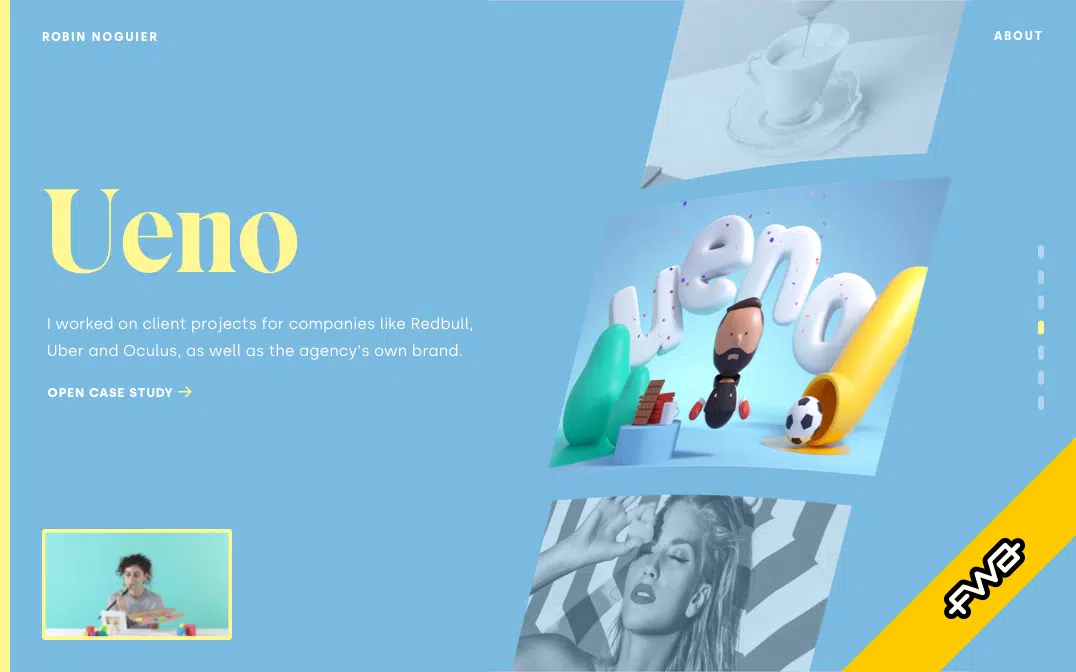 ROBIN NOGUIER
ABOUT
Ueno
ueno
I worked on client projects for companies like Redbull,
Uber and Oculus, as well as the agency's own brand.
OPEN CASE STUDY
fwa